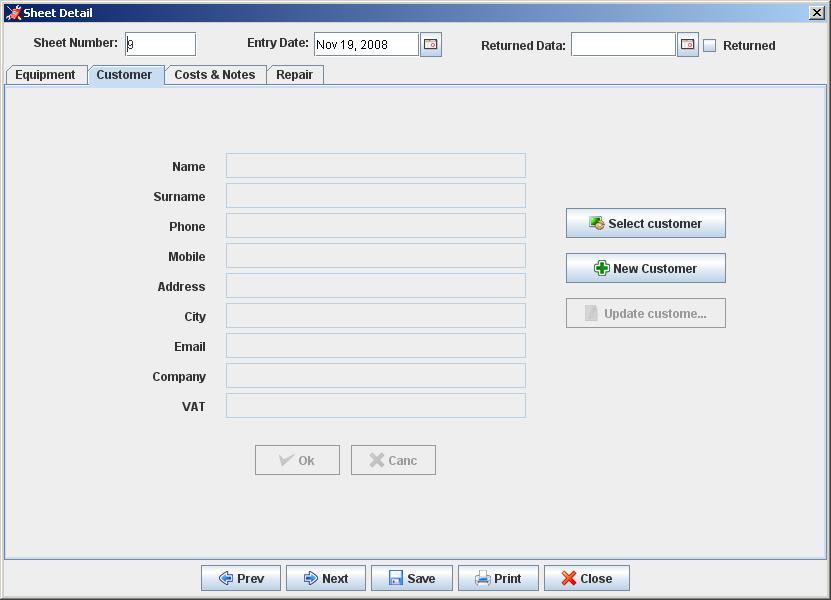 Sheet Detail
Sheet Number: 9 Entry Date: Nov 19, 2008 Returned Data: Returned
Equipment Customer Costs & Notes Repair
Name
Surname
Phone
Select customer
Mobile
New Customer
Address
City
Update custome...
Email
Company
VAT
Ok Canc
Prev Next Save Print Close